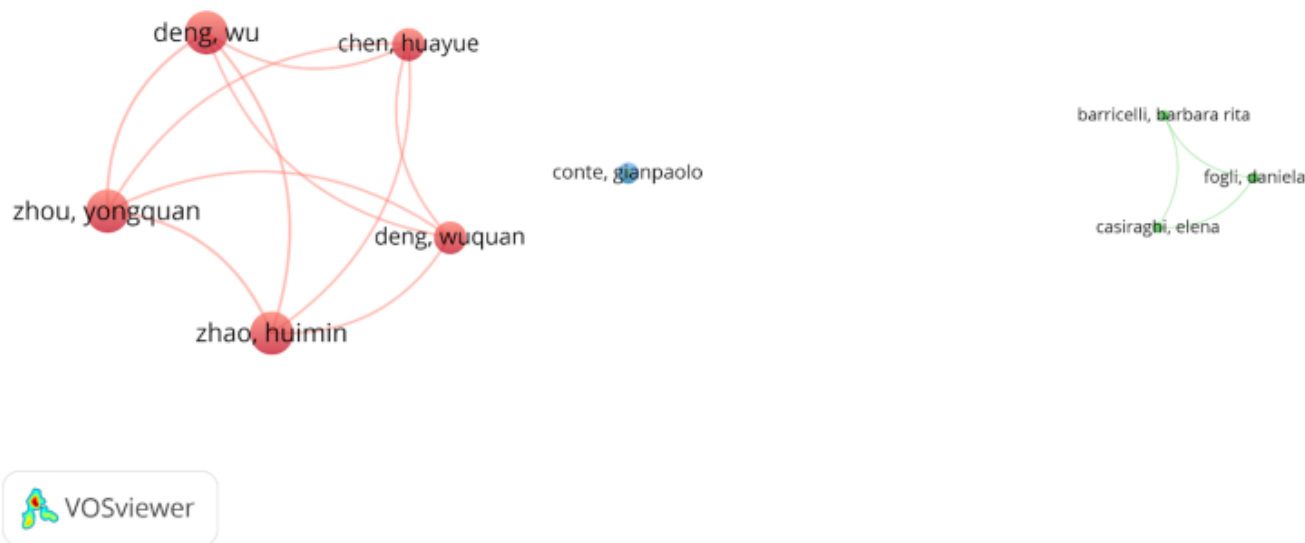 deng, wu
chen, huayue
zhou, yongquan
deng, wuquan
zhao, huimin
conte, gianpaolo
barricelli, barbara rita
fogli, daniela
casiraghi, elena
VOSviewer